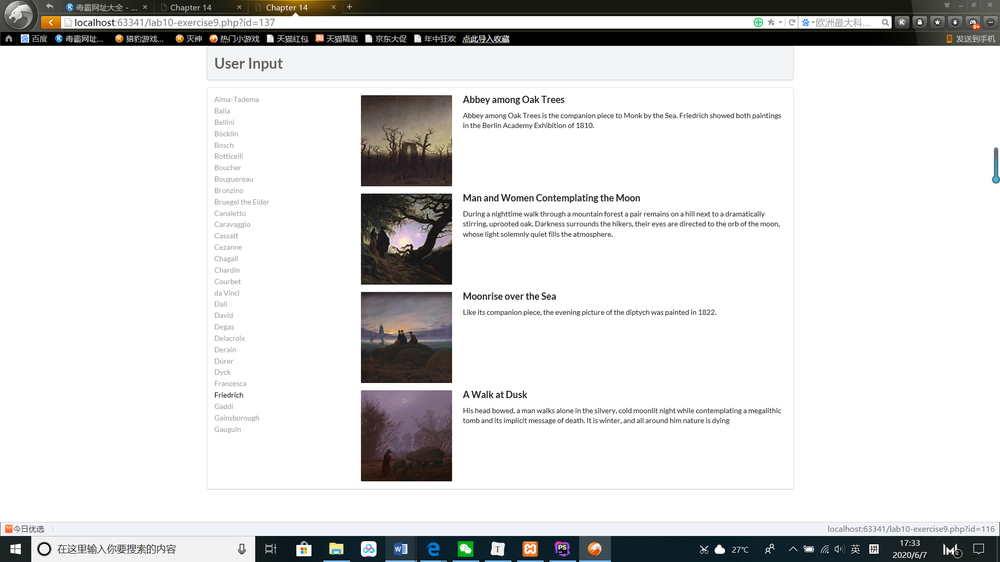 毒霸网址大全 - ...
Chapter 14
Chapter 14
localhost:63341/lab10-exercise9.php?id=137
欧洲最大科...
百度
毒霸网址...
猎豹游戏...
灭神
热门小游戏
天猫红包
天猫精选
京东大促
年中狂欢
点此导入收藏
发送到手机
User Input
Alma-Tadema
Balla
Bellini
Böcklin
Bosch
Botticelli
Boucher
Bouguereau
Bronzino
Bruegel the Elder
Canaletto
Caravaggio
Cassatt
Cezanne
Chagall
Chardin
Courbet
da Vinci
Dali
David
Degas
Delacroix
Derain
Dürer
Dyck
Francesca
Friedrich
Gaddi
Gainsborough
Gauguin
Abbey among Oak Trees
Abbey among Oak Trees is the companion piece to Monk by the Sea. Friedrich showed both paintings
in the Berlin Academy Exhibition of 1810.
Man and Women Contemplating the Moon
During a nighttime walk through a mountain forest a pair remains on a hill next to a dramatically
stirring, uprooted oak. Darkness surrounds the hikers, their eyes are directed to the orb of the moon,
whose light solemnly quiet fills the atmosphere.
Moonrise over the Sea
Like its companion piece, the evening picture of the diptych was painted in 1822.
A Walk at Dusk
His head bowed, a man walks alone in the silvery, cold moonlit night while contemplating a megalithic
tomb and its implicit message of death. It is winter, and all around him nature is dying
今日优选
localhost:63341/lab10-exercise9.php?id=116
在这里输入你要搜索的内容
27°C
英
拼
17:33
2020/6/7